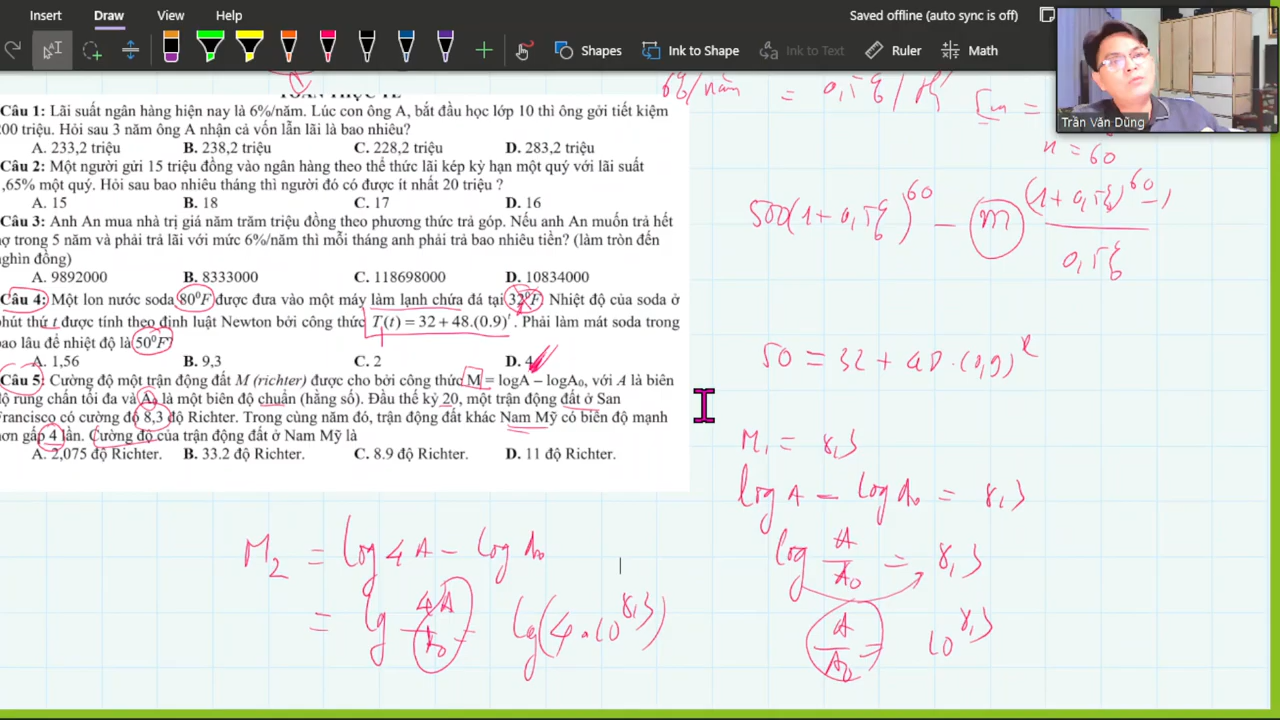 Insert Draw View Help Saved offline (auto sync is off)
Shapes Ink to Shape Ink to Text Ruler Math
Trần Văn Dũng
TOÁN THỰC TẾ
Câu 1: Lãi suất ngân hàng hiện nay là 6%/năm. Lúc con ông A, bắt đầu học lớp 10 thì ông gởi tiết kiệm
00 triệu. Hỏi sau 3 năm ông A nhận cả vốn lẫn lãi là bao nhiêu?
A. 233,2 triệu B. 238,2 triệu C. 228,2 triệu D. 283,2 triệu
Câu 2: Một người gửi 15 triệu đồng vào ngân hàng theo thể thức lãi kép kỳ hạn một quý với lãi suất
,65% một quý. Hỏi sau bao nhiêu tháng thì người đó có được ít nhất 20 triệu ?
A. 15 B. 18 C. 17 D. 16
Câu 3: Anh An mua nhà trị giá năm trăm triệu đồng theo phương thức trả góp. Nếu anh An muốn trả hết
ợ trong 5 năm và phải trả lãi với mức 6%/năm thì mỗi tháng anh phải trả bao nhiêu tiền? (làm tròn đến
ghìn đồng)
A. 9892000 B. 8333000 C. 118698000 D. 10834000
Câu 4: Một lon nước soda 80⁰F được đưa vào một máy làm lạnh chứa đá tại 32⁰F. Nhiệt độ của soda ở
phút thứ t được tính theo định luật Newton bởi công thức T(t) = 32 + 48.(0.9)ᵗ. Phải làm mát soda trong
bao lâu để nhiệt độ là 50⁰F?
A. 1,56 B. 9,3 C. 2 D. 4
Câu 5: Cường độ một trận động đất M (richter) được cho bởi công thức M = logA – logA₀, với A là biên
độ rung chấn tối đa và A₀ là một biên độ chuẩn (hằng số). Đầu thế kỷ 20, một trận động đất ở San
Francisco có cường độ 8,3 độ Richter. Trong cùng năm đó, trận động đất khác Nam Mỹ có biên độ mạnh
hơn gấp 4 lần. Cường độ của trận động đất ở Nam Mỹ là
A. 2,075 độ Richter. B. 33.2 độ Richter. C. 8.9 độ Richter. D. 11 độ Richter.
6%/năm = 0,5% / th
n = 60
500(1 + 0,5%)^60 – m ((1 + 0,5%)^60 – 1) / 0,5%
50 = 32 + 48.(0,9)^t
M₁ = 8,3
log A – log A₀ = 8,3
log A/A₀ = 8,3
A/A₀ = 10^8,3
M₂ = log 4A – log A₀
= lg 4A/A₀ = lg(4.10^8,3)